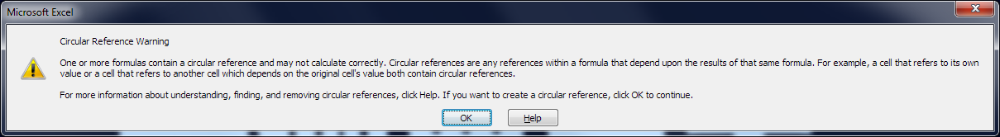 Microsoft Excel
Circular Reference Warning
One or more formulas contain a circular reference and may not calculate correctly. Circular references are any references within a formula that depend upon the results of that same formula. For example, a cell that refers to its own
value or a cell that refers to another cell which depends on the original cell's value both contain circular references.
For more information about understanding, finding, and removing circular references, click Help. If you want to create a circular reference, click OK to continue.
OK
Help